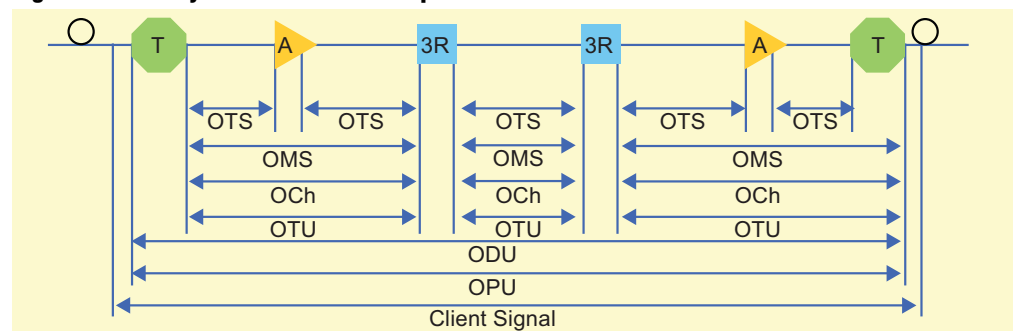 T A 3R 3R A T
OTS OTS OTS OTS OTS
OMS OMS OMS
OCh OCh OCh
OTU OTU OTU
ODU
OPU
Client Signal